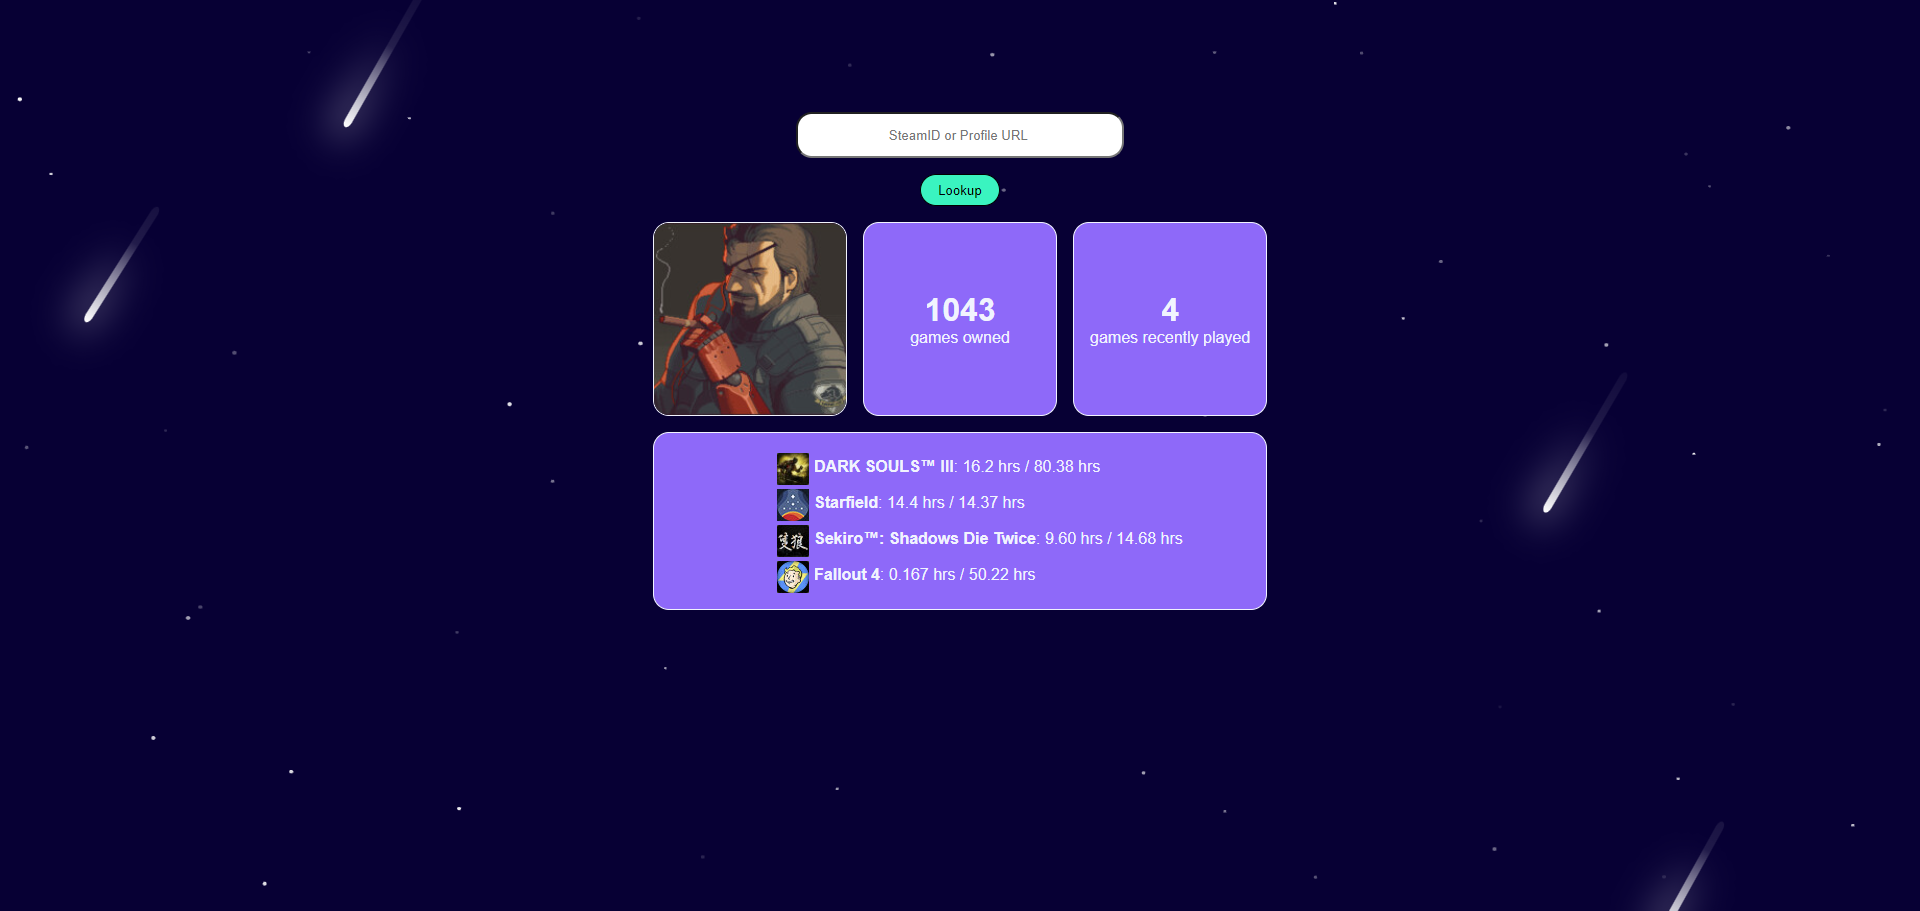 SteamID or Profile URL
Lookup
1043
games owned
4
games recently played
DARK SOULS™ III: 16.2 hrs / 80.38 hrs
Starfield: 14.4 hrs / 14.37 hrs
隻狼
Sekiro™: Shadows Die Twice: 9.60 hrs / 14.68 hrs
Fallout 4: 0.167 hrs / 50.22 hrs